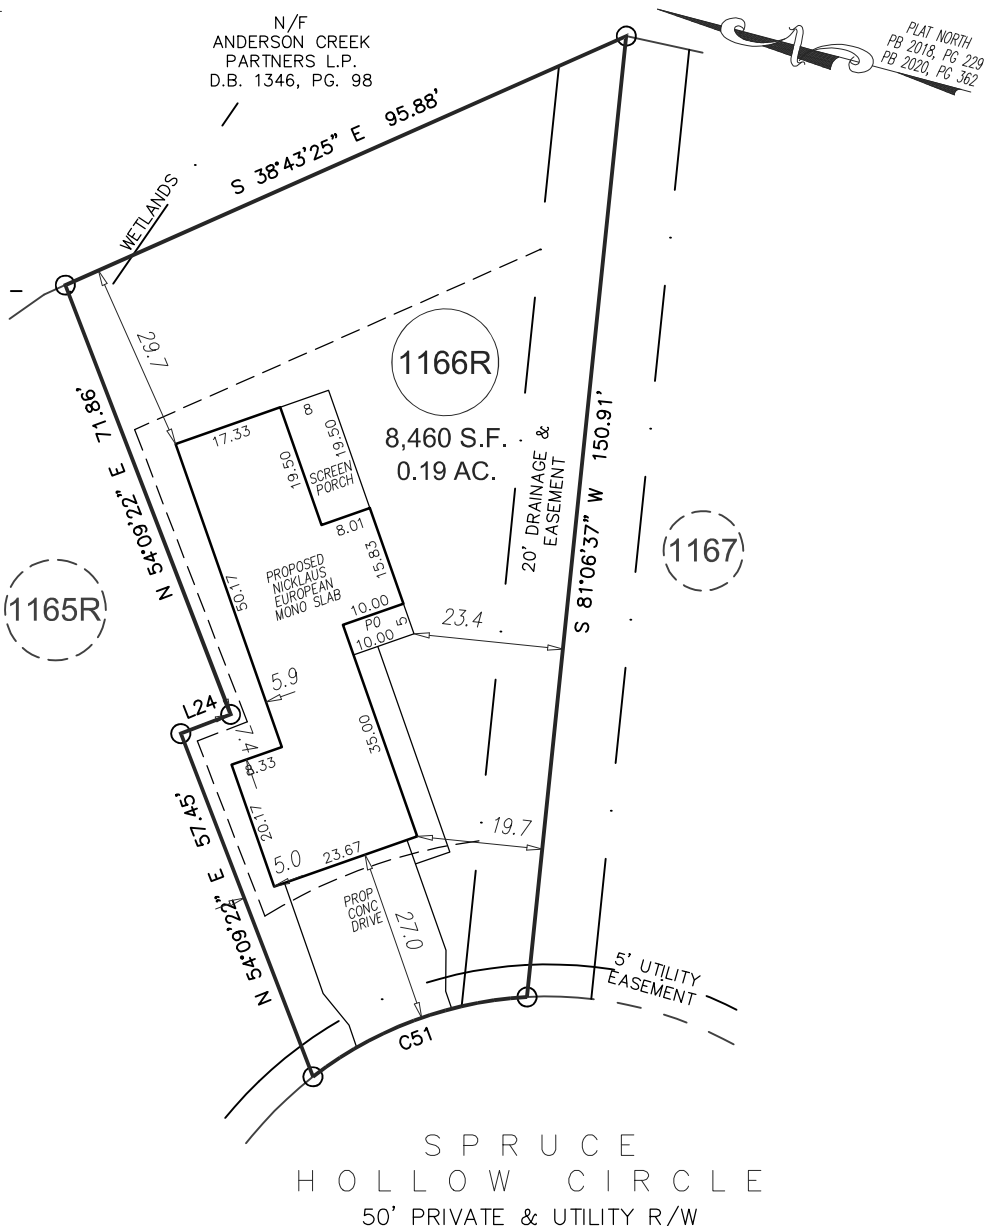 N/F
ANDERSON CREEK
PARTNERS L.P.
D.B. 1346, PG. 98
PLAT NORTH
PB 2018, PG 229
PB 2020, PG 362
S 38°43'25" E 95.88'
WETLANDS
29.7
1166R
8,460 S.F.
0.19 AC.
N 54°09'22" E 71.86'
17.33
8
19.50
19.50
SCREEN
PORCH
8.01
15.83
20' DRAINAGE &
EASEMENT
S 81°06'37" W 150.91'
1167
1165R
PROPOSED
NICKLAUS
EUROPEAN
MONO SLAB
50.17
10.00
PO
5
10.00
23.4
5.9
L24
7.4
8.33
35.00
N 54°09'22" E 57.45'
20.17
5.0
23.67
19.7
PROP
CONC
DRIVE
27.0
5' UTILITY
EASEMENT
C51
SPRUCE
HOLLOW CIRCLE
50' PRIVATE & UTILITY R/W